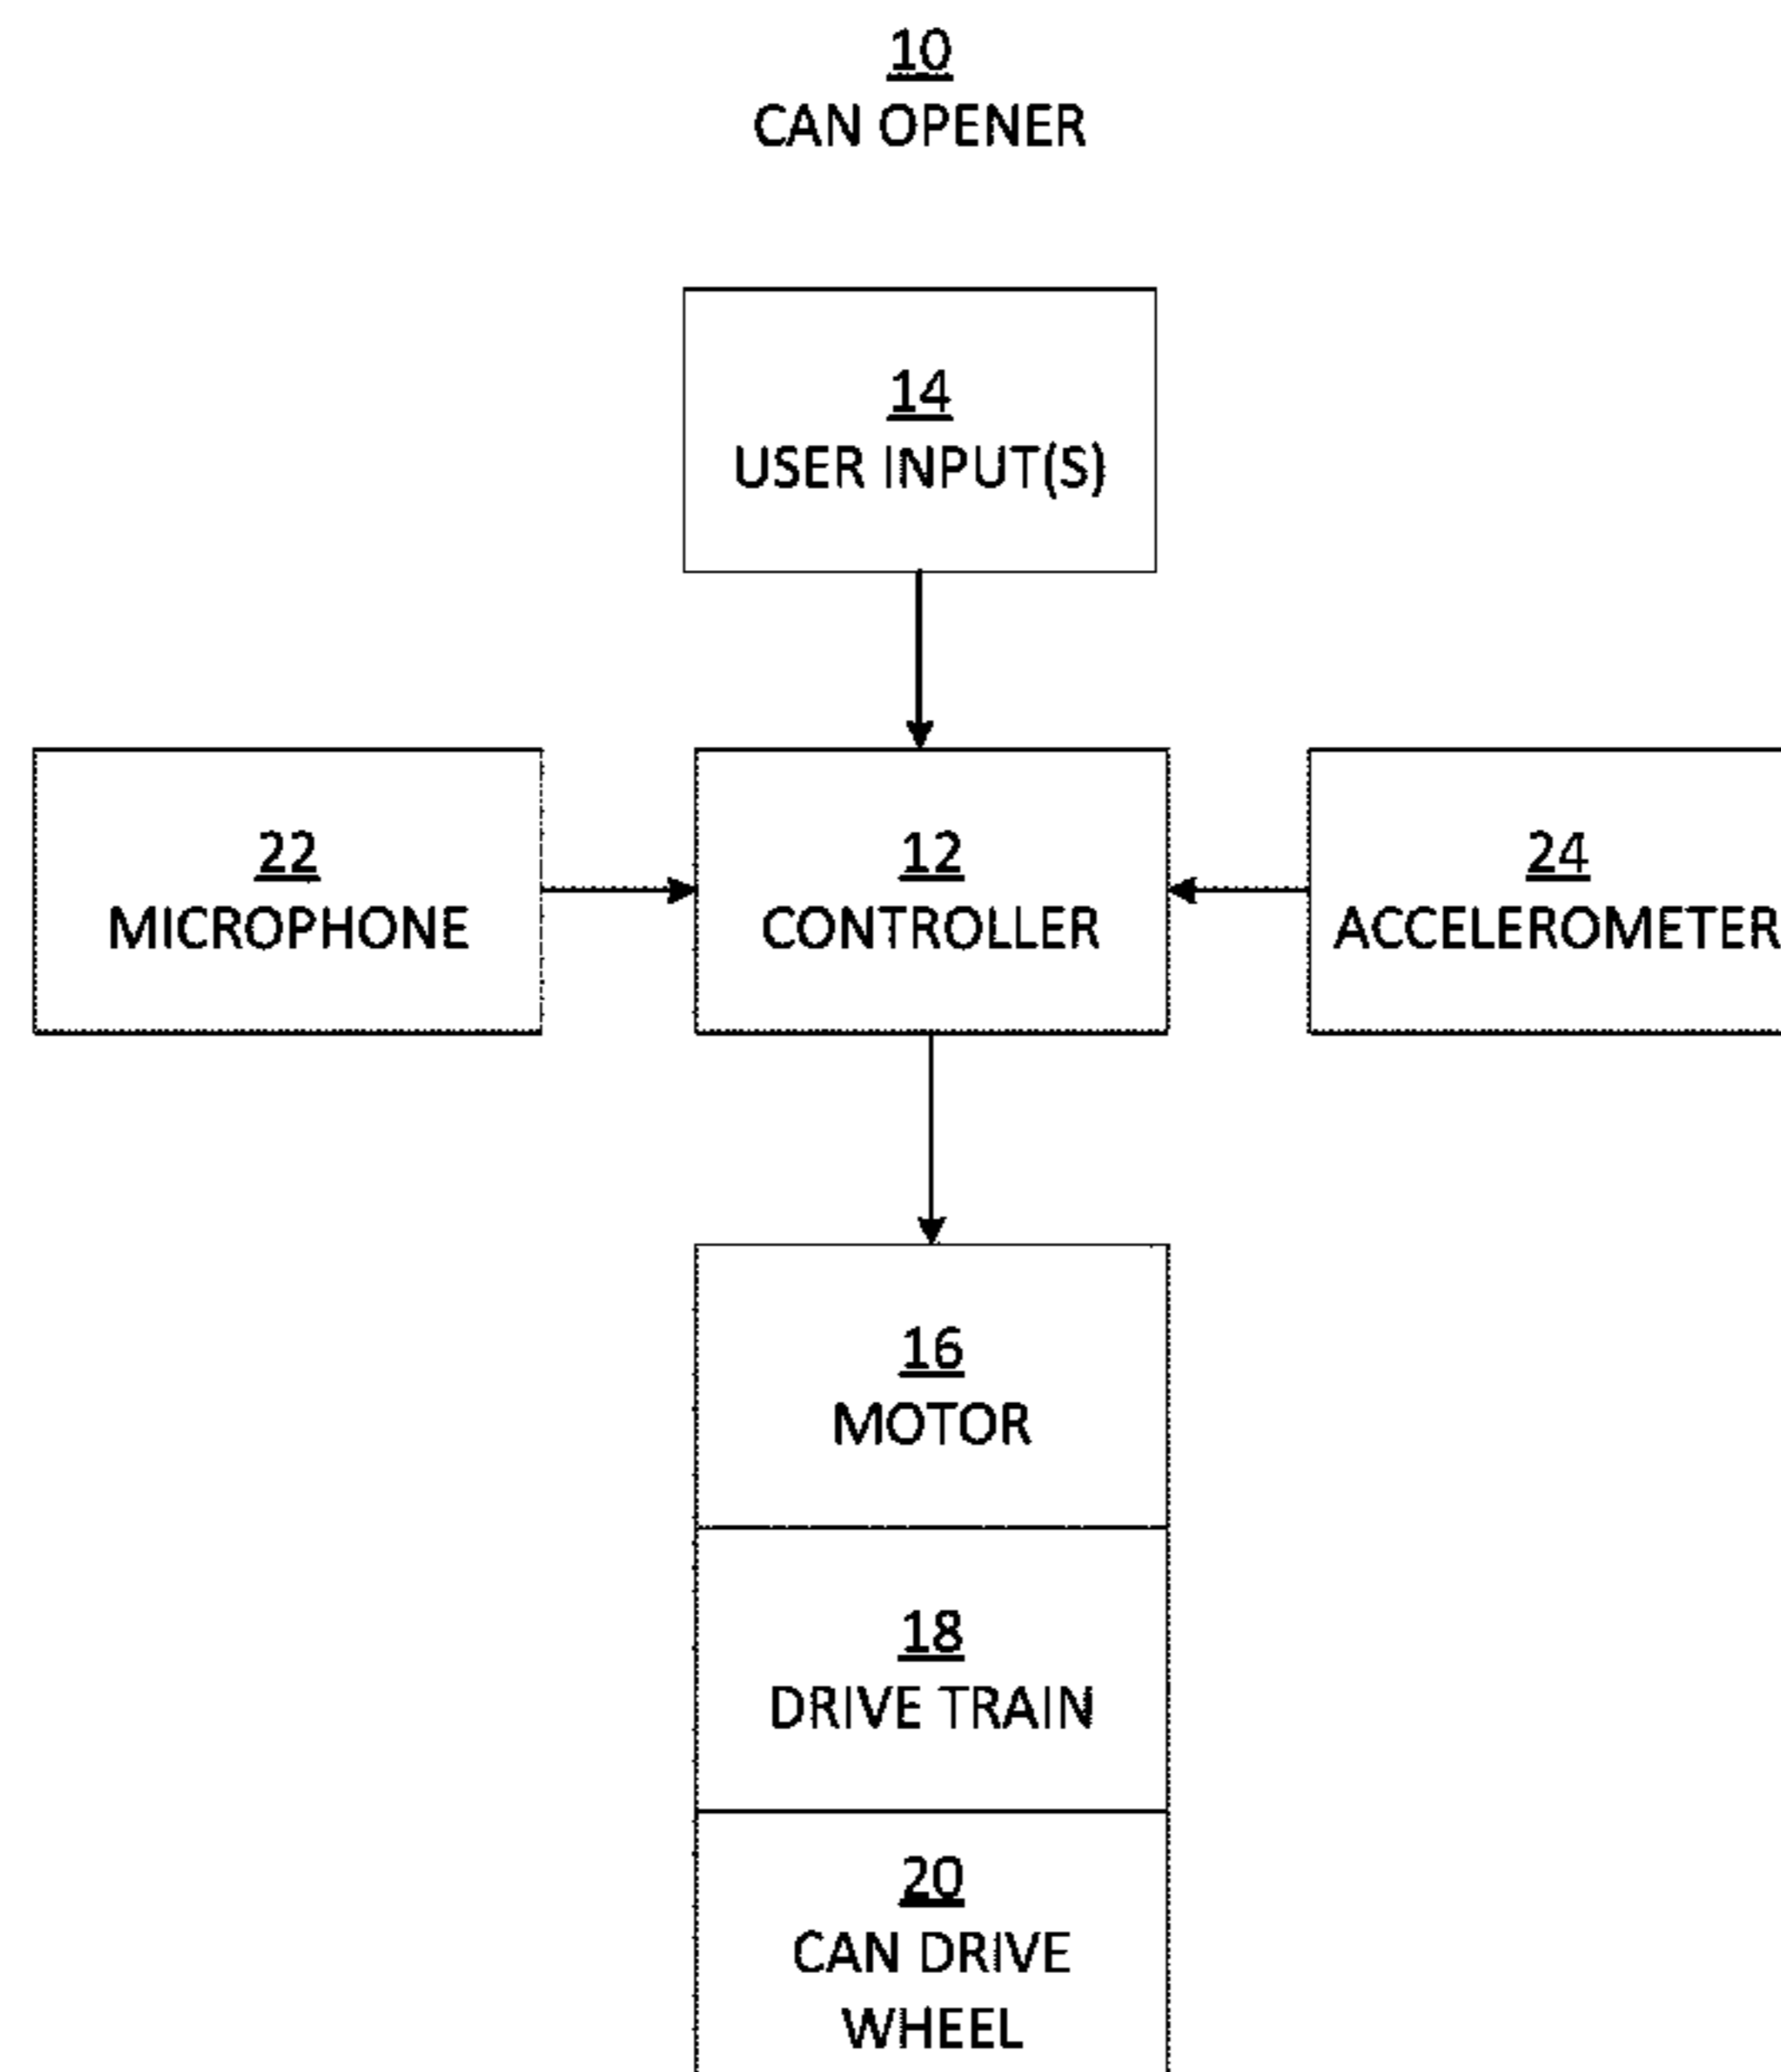 10
CAN OPENER
14
USER INPUT(S)
22
MICROPHONE
12
CONTROLLER
24
ACCELEROMETER
16
MOTOR
18
DRIVE TRAIN
20
CAN DRIVE
WHEEL